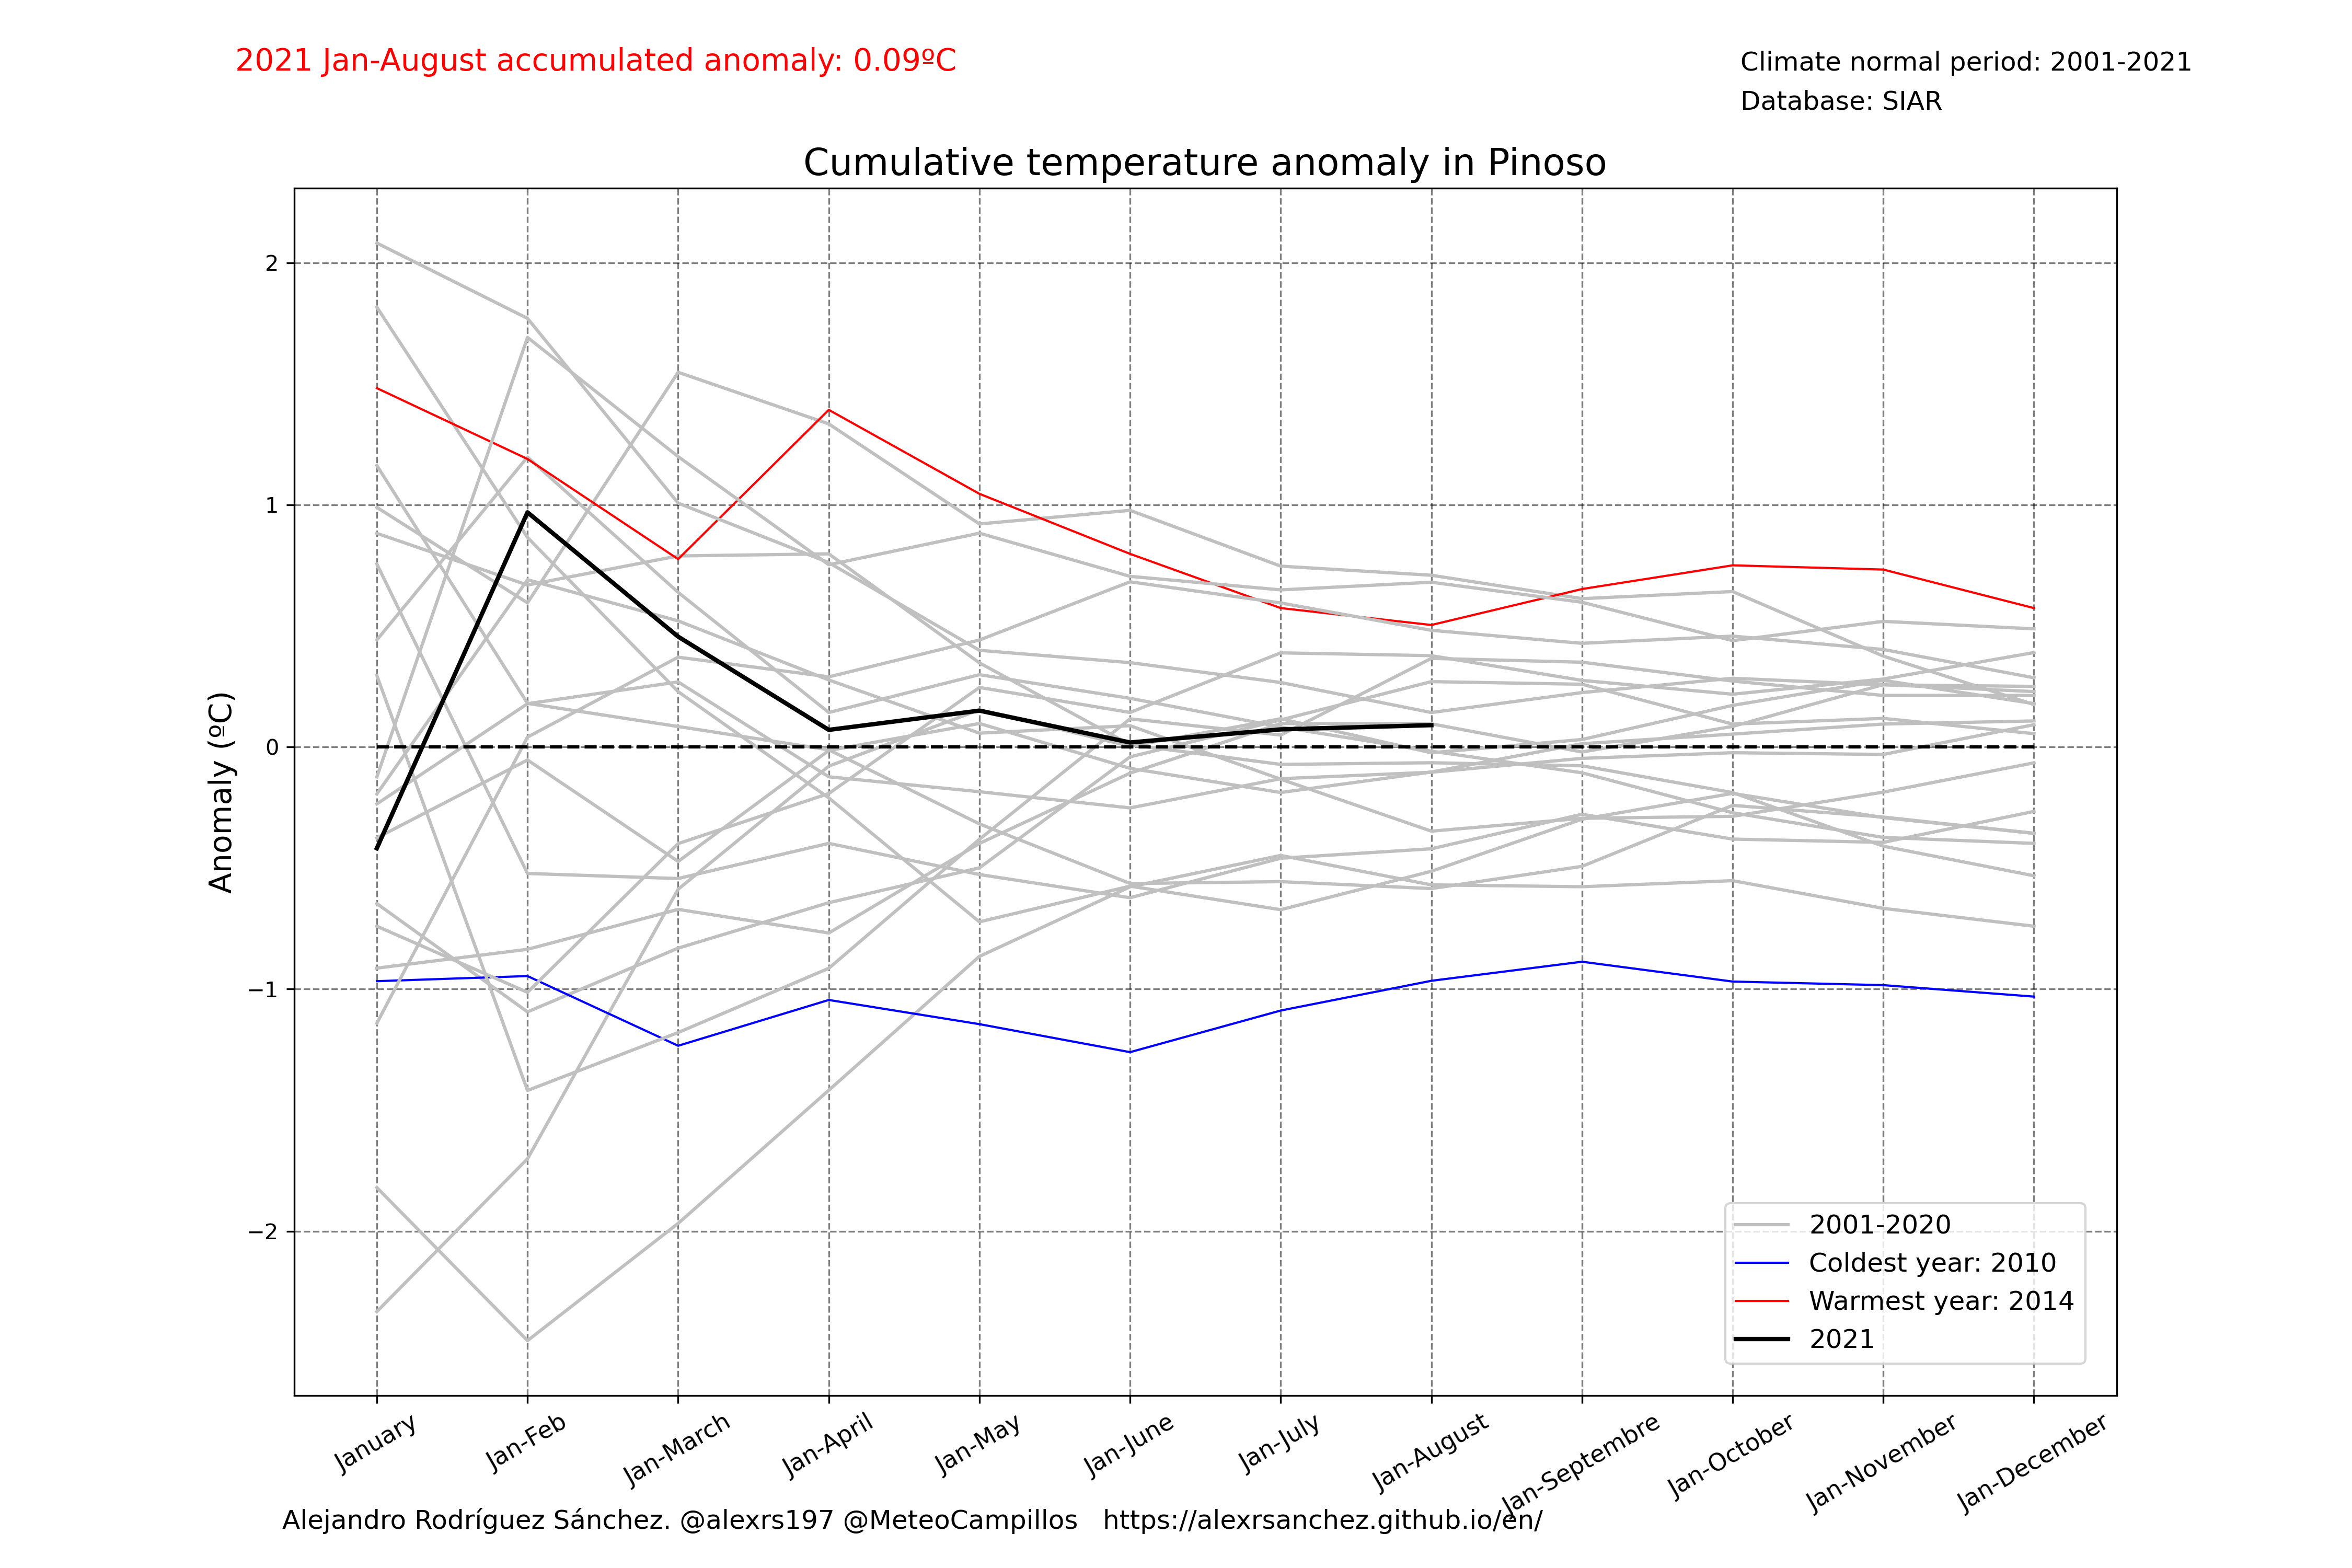 2021 Jan-August accumulated anomaly: 0.09ºC
Climate normal period: 2001-2021
Database: SIAR
Cumulative temperature anomaly in Pinoso
Anomaly (ºC)
2
1
0
−1
−2
2001-2020
Coldest year: 2010
Warmest year: 2014
2021
January
Jan-Feb
Jan-March
Jan-April
Jan-May
Jan-June
Jan-July
Jan-August
Jan-Septembre
Jan-October
Jan-November
Jan-December
Alejandro Rodríguez Sánchez. @alexrs197 @MeteoCampillos https://alexrsanchez.github.io/en/